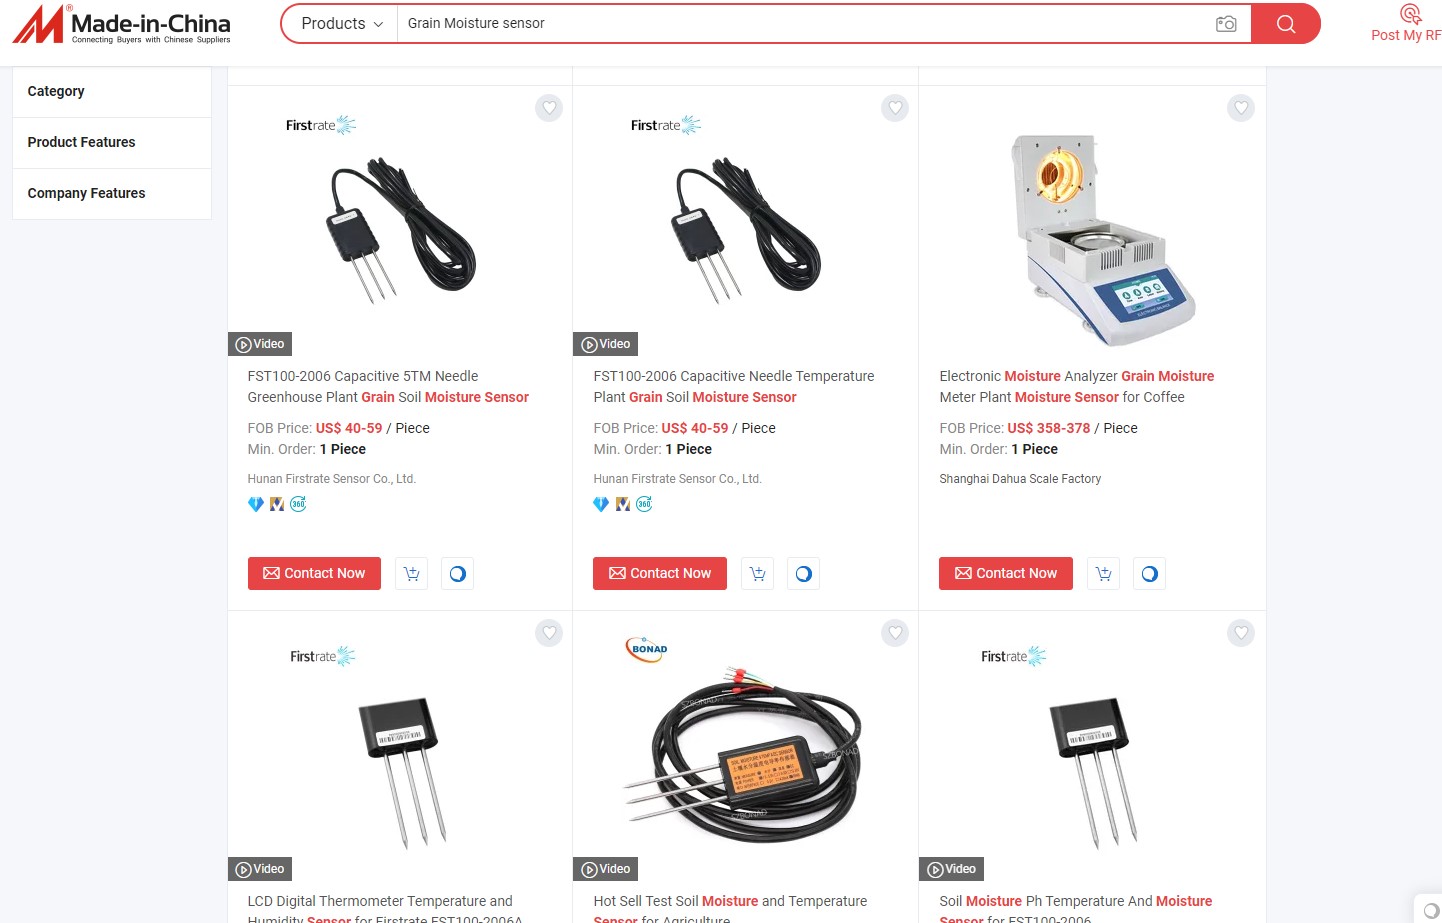 Made-in-China
Connecting Buyers with Chinese Suppliers
Products
Grain Moisture sensor
Post My RF
Category
Product Features
Company Features
Firstrate
Video
FST100-2006 Capacitive 5TM Needle
Greenhouse Plant Grain Soil Moisture Sensor
FOB Price: US$ 40-59 / Piece
Min. Order: 1 Piece
Hunan Firstrate Sensor Co., Ltd.
360
Contact Now
Firstrate
Video
FST100-2006 Capacitive Needle Temperature
Plant Grain Soil Moisture Sensor
FOB Price: US$ 40-59 / Piece
Min. Order: 1 Piece
Hunan Firstrate Sensor Co., Ltd.
360
Contact Now
Electronic Moisture Analyzer Grain Moisture
Meter Plant Moisture Sensor for Coffee
FOB Price: US$ 358-378 / Piece
Min. Order: 1 Piece
Shanghai Dahua Scale Factory
Contact Now
Firstrate
Video
LCD Digital Thermometer Temperature and
Humidity Sensor for Firstrate FST100-2006A
BONAD
SZBONAD
SZBONAD
SZBONAD
Video
Hot Sell Test Soil Moisture and Temperature
Sensor for Agriculture
Firstrate
Video
Soil Moisture Ph Temperature And Moisture
Sensor for FST100-2006